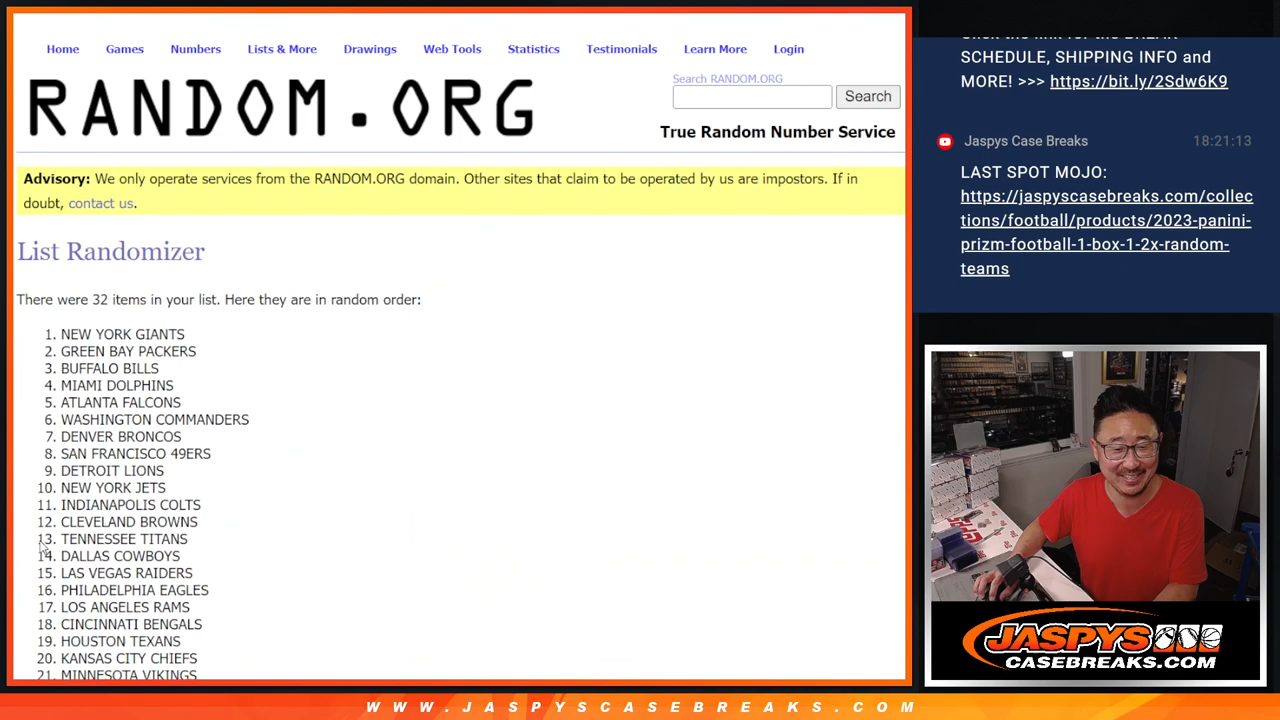 Home Games Numbers Lists & More Drawings Web Tools Statistics Testimonials Learn More Login
RANDOM.ORG
Search RANDOM.ORG
Search
True Random Number Service
Advisory: We only operate services from the RANDOM.ORG domain. Other sites that claim to be operated by us are impostors. If in
doubt, contact us.
List Randomizer
There were 32 items in your list. Here they are in random order:
1. NEW YORK GIANTS
2. GREEN BAY PACKERS
3. BUFFALO BILLS
4. MIAMI DOLPHINS
5. ATLANTA FALCONS
6. WASHINGTON COMMANDERS
7. DENVER BRONCOS
8. SAN FRANCISCO 49ERS
9. DETROIT LIONS
10. NEW YORK JETS
11. INDIANAPOLIS COLTS
12. CLEVELAND BROWNS
13. TENNESSEE TITANS
14. DALLAS COWBOYS
15. LAS VEGAS RAIDERS
16. PHILADELPHIA EAGLES
17. LOS ANGELES RAMS
18. CINCINNATI BENGALS
19. HOUSTON TEXANS
20. KANSAS CITY CHIEFS
21. MINNESOTA VIKINGS
SCHEDULE, SHIPPING INFO and
MORE! >>> https://bit.ly/2Sdw6K9
Jaspys Case Breaks 18:21:13
LAST SPOT MOJO:
https://jaspyscasebreaks.com/collec
tions/football/products/2023-panini-
prizm-football-1-box-1-2x-random-
teams
JASPYS
CASEBREAKS.COM
WWW.JASPYSCASEBREAKS.COM